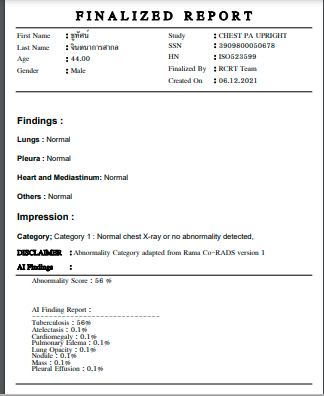 FINALIZED REPORT
First Name : ชูทัศน์
Last Name : จินตนาการสากล
Age : 44.00
Gender : Male
Study : CHEST PA UPRIGHT
SSN : 3909800050678
HN : ISO523599
Finalized By : RCRT Team
Created On : 06.12.2021
Findings :
Lungs : Normal
Pleura : Normal
Heart and Mediastinum: Normal
Others : Normal
Impression :
Category; Category 1 : Normal chest X-ray or no abnormality detected,
DISCLAIMER : Abnormality Category adapted from Rama Co-RADS version 1
AI Findings :
Abnormality Score : 56 %
AI Finding Report :
-----------------------------
Tuberculosis : 56%
Atelectasis : 0.1%
Cardiomegaly : 0.1%
Pulmonary Edema : 0.1%
Lung Opacity : 0.1%
Nodule : 0.1%
Mass : 0.1%
Pleural Effusion : 0.1%